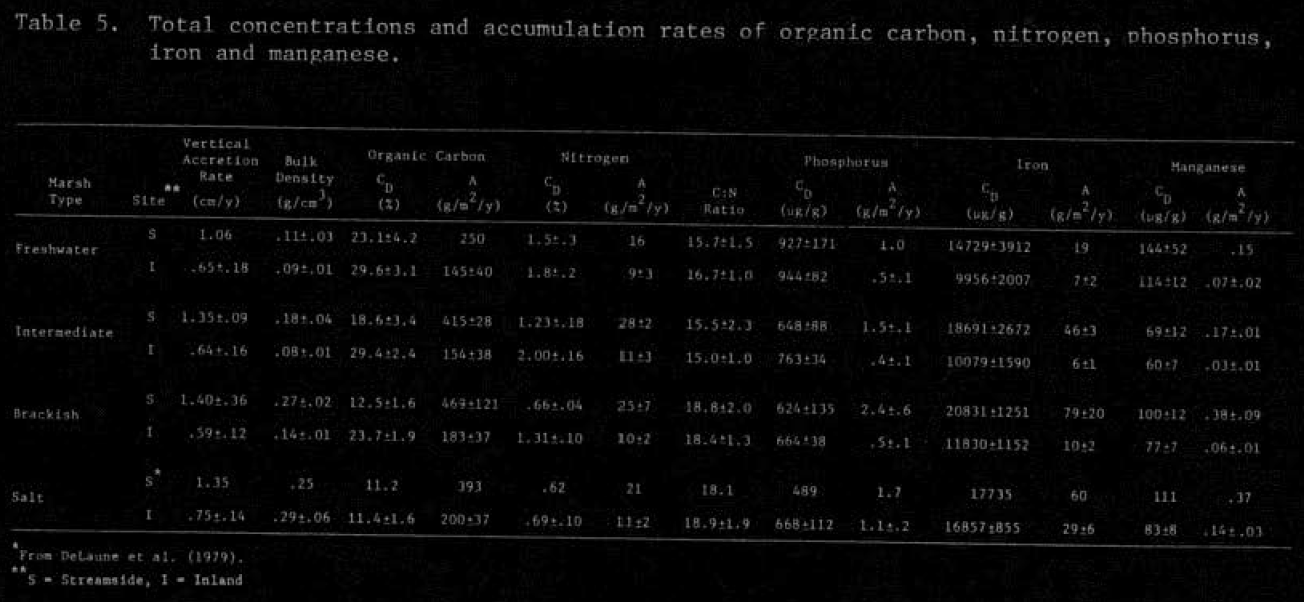 Table 5. Total concentrations and accumulation rates of organic carbon, nitrogen, phosphorus,
iron and manganese.
Marsh Type | Site** | Vertical Accretion Rate (cm/y) | Bulk Density (g/cm³) | Organic Carbon C_D (%) | A (g/m²/y) | Nitrogen C_D (%) | A (g/m²/y) | C:N Ratio | Phosphorus C_D (ug/g) | A (g/m²/y) | Iron C_D (µg/g) | A (g/m²/y) | Manganese C_D (µg/g) | A (g/m²/y)
Freshwater S 1.06 .11±.03 23.1±4.2 250 1.5±.3 16 15.7±1.5 927±171 1.0 14729±3912 19 144±52 .15
I .65±.18 .09±.01 29.6±3.1 145±40 1.8±.2 9±3 16.7±1.0 944±82 .5±.1 9956±2007 7±2 114±12 .07±.02
Intermediate S 1.35±.09 .18±.04 18.6±3.4 415±28 1.23±.18 28±2 15.5±2.3 648±88 1.5±.1 18691±2672 46±3 69±12 .17±.01
I .64±.16 .08±.01 29.4±2.4 154±38 2.00±.16 11±3 15.0±1.0 763±34 .4±.1 10079±1590 6±1 60±7 .03±.01
Brackish S 1.40±.36 .27±.02 12.5±1.6 469±121 .66±.04 25±7 18.8±2.0 624±135 2.4±.6 20831±1251 79±20 100±12 .38±.09
I .59±.12 .14±.01 23.7±1.9 183±37 1.31±.10 10±2 18.4±1.3 664±38 .5±.1 11830±1152 10±2 77±7 .06±.01
Salt S* 1.35 .25 11.2 393 .62 21 18.1 489 1.7 17735 60 111 .37
I .75±.14 .29±.06 11.4±1.6 200±37 .69±.10 11±2 18.9±1.9 668±112 1.1±.2 16857±855 29±6 83±8 .14±.03
*From DeLaune et al. (1979).
**S = Streamside, I = Inland